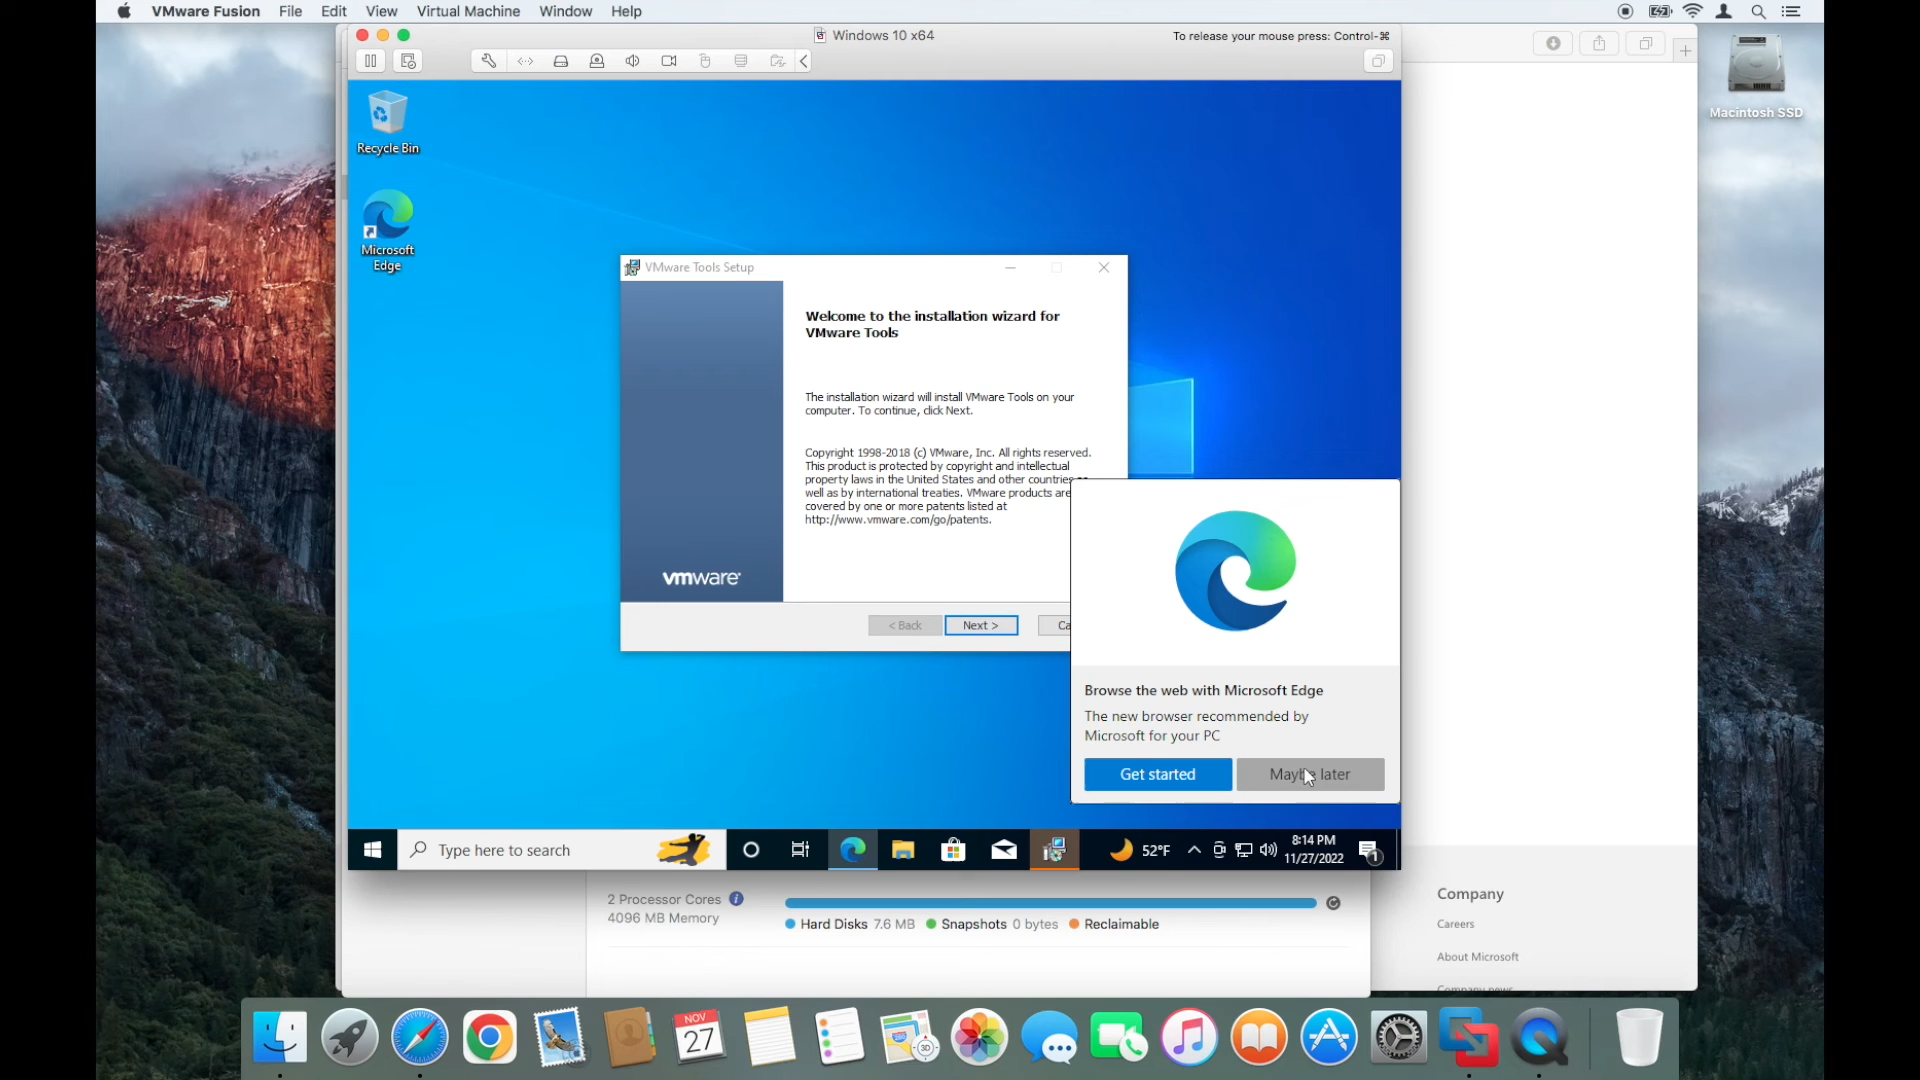 VMware Fusion File Edit View Virtual Machine Window Help
Windows 10 x64
To release your mouse press: Control-⌘
Macintosh SSD
Recycle Bin
Microsoft
Edge
VMware Tools Setup
Welcome to the installation wizard for
VMware Tools
The installation wizard will install VMware Tools on your
computer. To continue, click Next.
Copyright 1998-2018 (c) VMware, Inc. All rights reserved.
This product is protected by copyright and intellectual
property laws in the United States and other countries
well as by international treaties. VMware products are
covered by one or more patents listed at
http://www.vmware.com/go/patents.
vmware®
< Back Next > Ca
Browse the web with Microsoft Edge
The new browser recommended by
Microsoft for your PC
Get started Maybe later
Type here to search
52°F
8:14 PM
11/27/2022
1
2 Processor Cores
4096 MB Memory
Hard Disks 7.6 MB Snapshots 0 bytes Reclaimable
Company
Careers
About Microsoft
Company news
NOV
27
3D